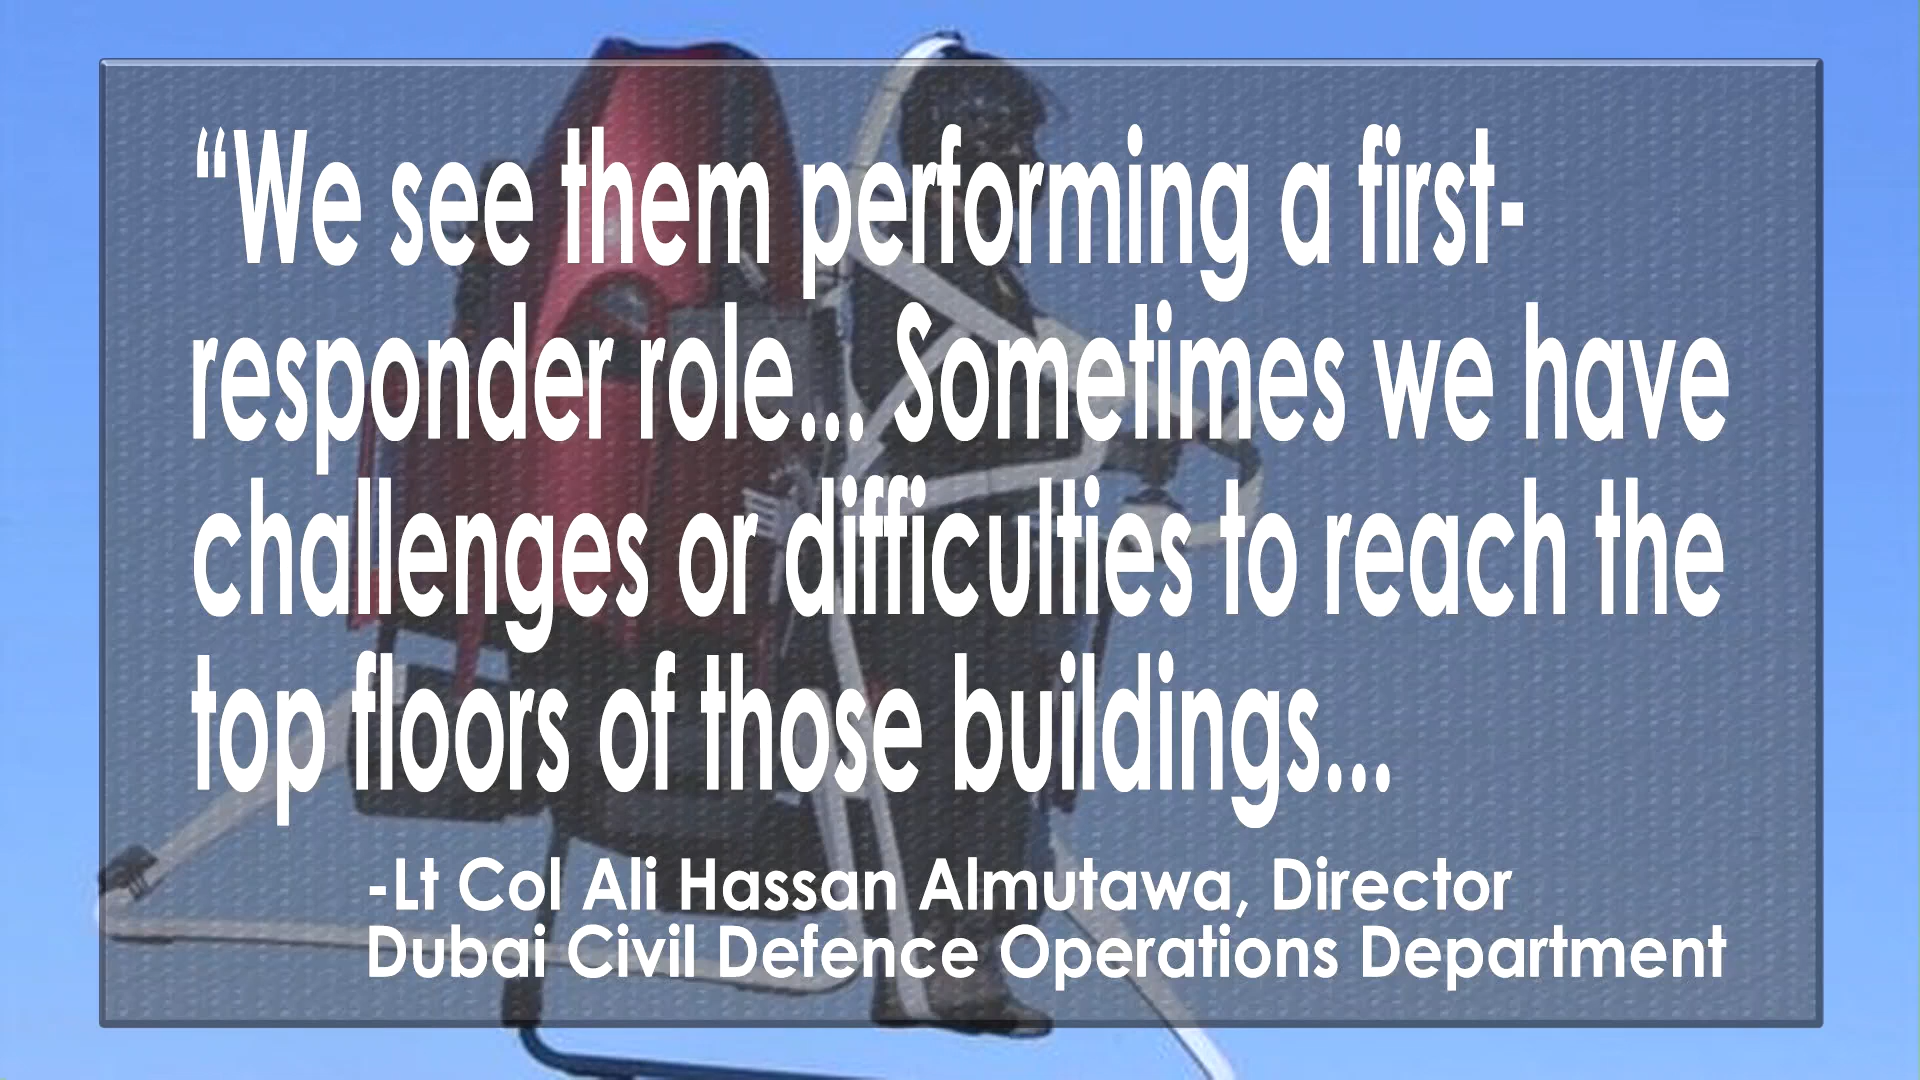 “We see them performing a first-
responder role... Sometimes we have
challenges or difficulties to reach the
top floors of those buildings...
-Lt Col Ali Hassan Almutawa, Director
Dubai Civil Defence Operations Department